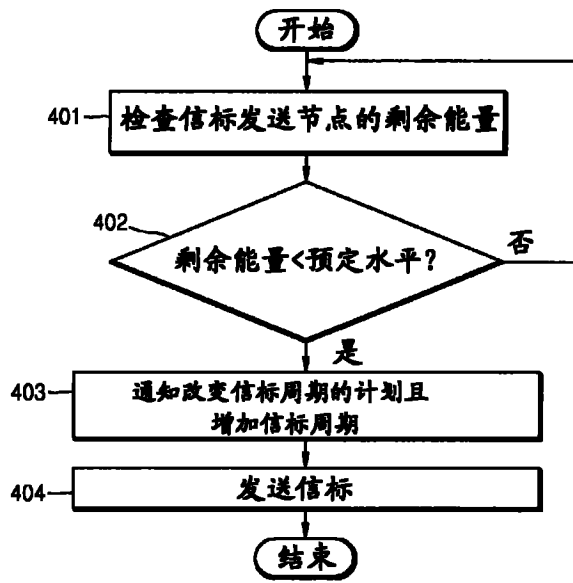 开始
401
检查信标发送节点的剩余能量
402
剩余能量<预定水平?
否
是
403
通知改变信标周期的计划且
增加信标周期
404
发送信标
结束